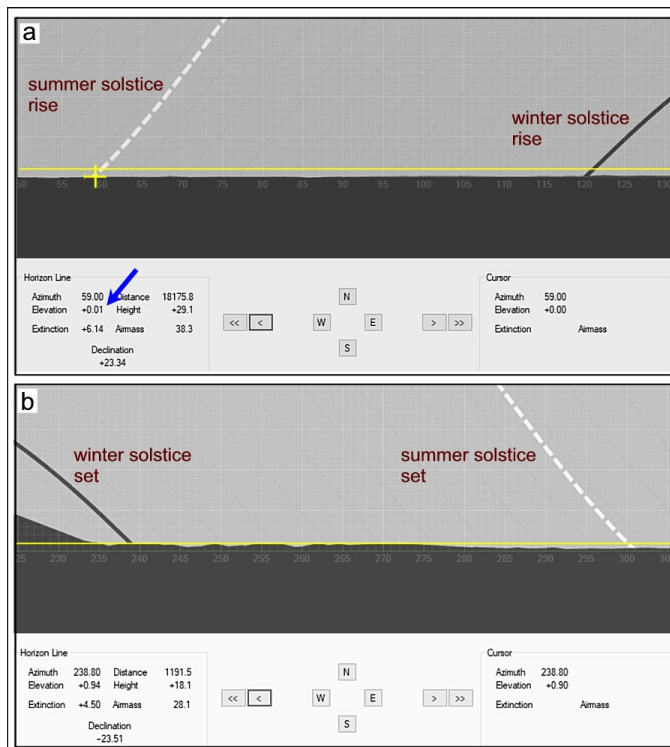 a
summer solstice
rise
winter solstice
rise
50 55 60 65 70 75 80 85 90 95 100 105 110 115 120 125 130
Horizon Line
Azimuth 59.00 Distance 18175.8
Elevation +0.01 Height +29.1
Extinction +6.14 Airmass 38.3
Declination
+23.34
N
<< < W E > >>
S
Cursor
Azimuth 59.00
Elevation +0.00
Extinction Airmass
b
winter solstice
set
summer solstice
set
25 230 235 240 245 250 255 260 265 270 275 280 285 290 295 300 305
Horizon Line
Azimuth 238.80 Distance 1191.5
Elevation +0.94 Height +18.1
Extinction +4.50 Airmass 28.1
Declination
-23.51
N
<< < W E > >>
S
Cursor
Azimuth 238.80
Elevation +0.90
Extinction Airmass